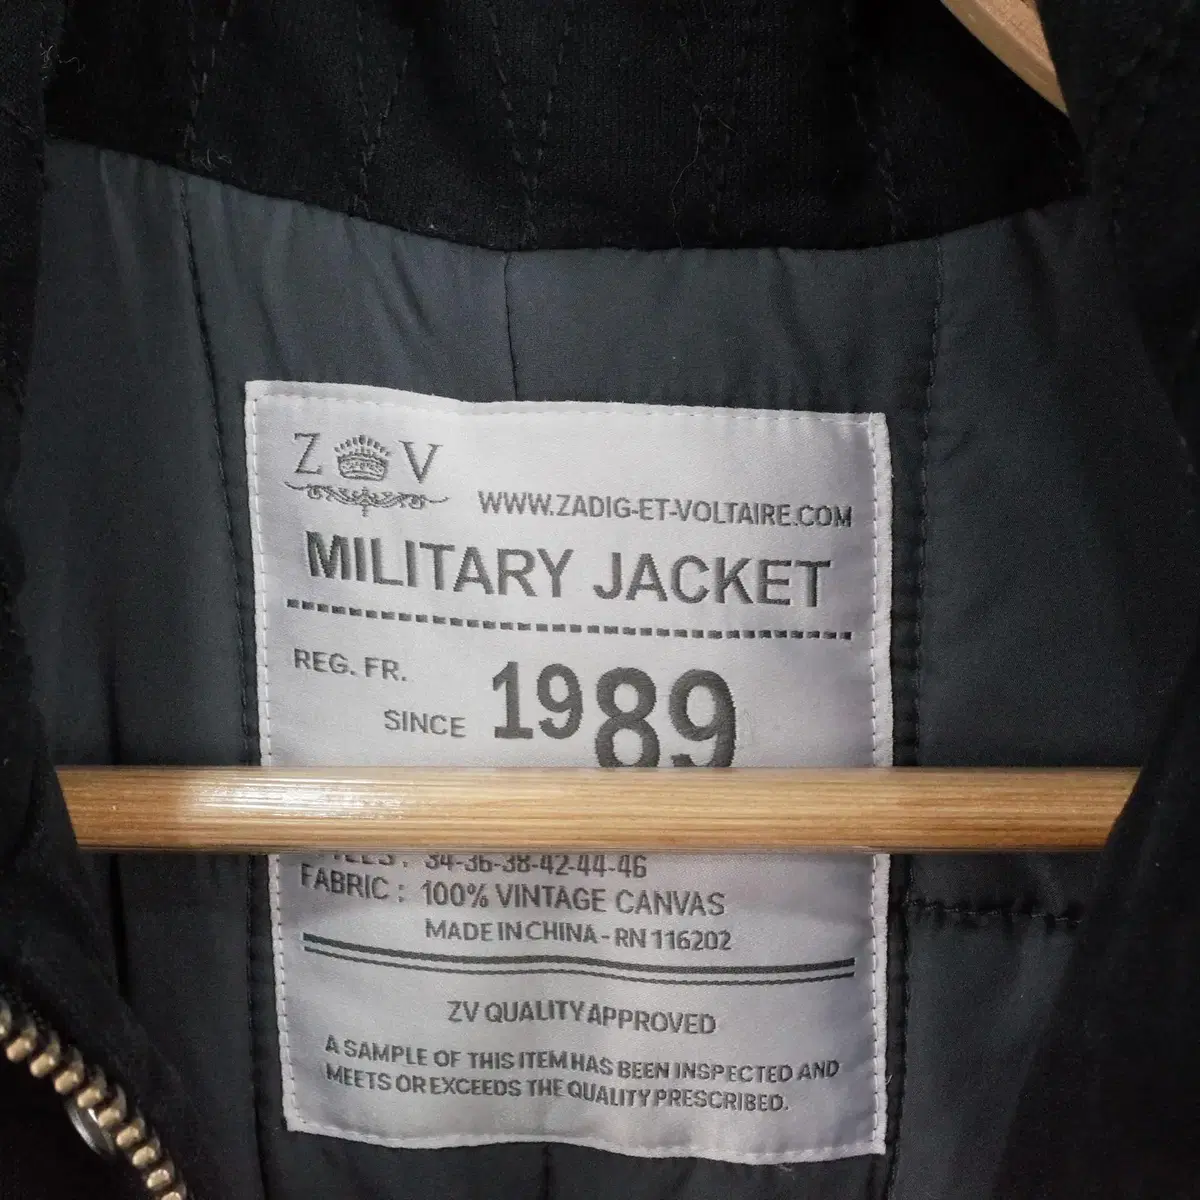 Z V
WWW.ZADIG-ET-VOLTAIRE.COM
MILITARY JACKET
REG. FR.
SINCE 1989
34-36-38-42-44-46
FABRIC : 100% VINTAGE CANVAS
MADE IN CHINA - RN 116202
ZV QUALITY APPROVED
A SAMPLE OF THIS ITEM HAS BEEN INSPECTED AND
MEETS OR EXCEEDS THE QUALITY PRESCRIBED.